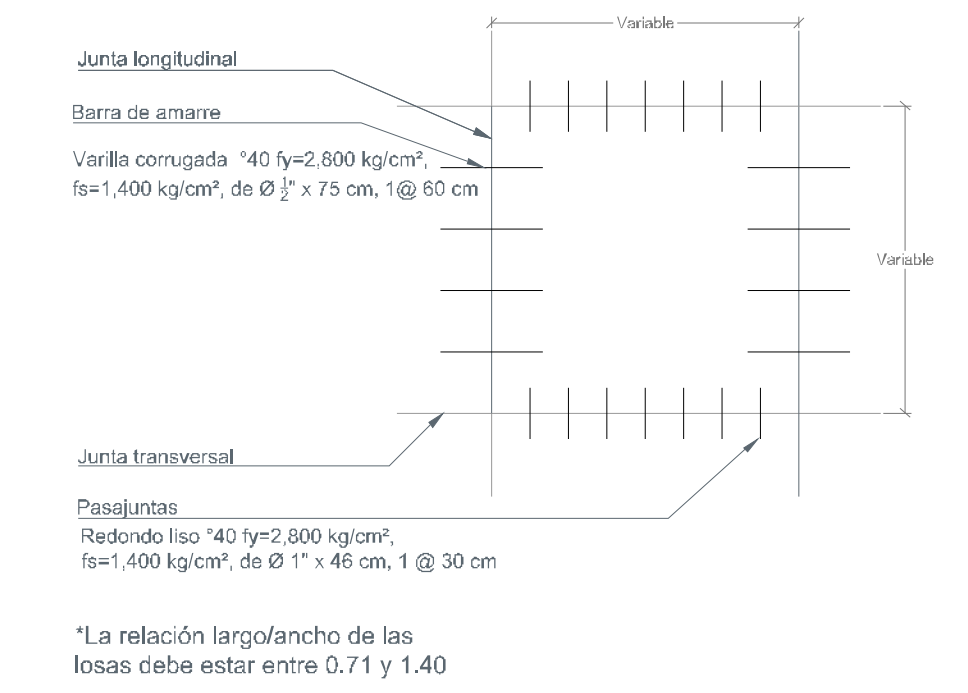 Variable
Junta longitudinal
Barra de amarre
Varilla corrugada °40 fy=2,800 kg/cm²,
fs=1,400 kg/cm², de Ø ½" x 75 cm, 1@ 60 cm
Variable
Junta transversal
Pasajuntas
Redondo liso °40 fy=2,800 kg/cm²,
fs=1,400 kg/cm², de Ø 1" x 46 cm, 1 @ 30 cm
*La relación largo/ancho de las
losas debe estar entre 0.71 y 1.40